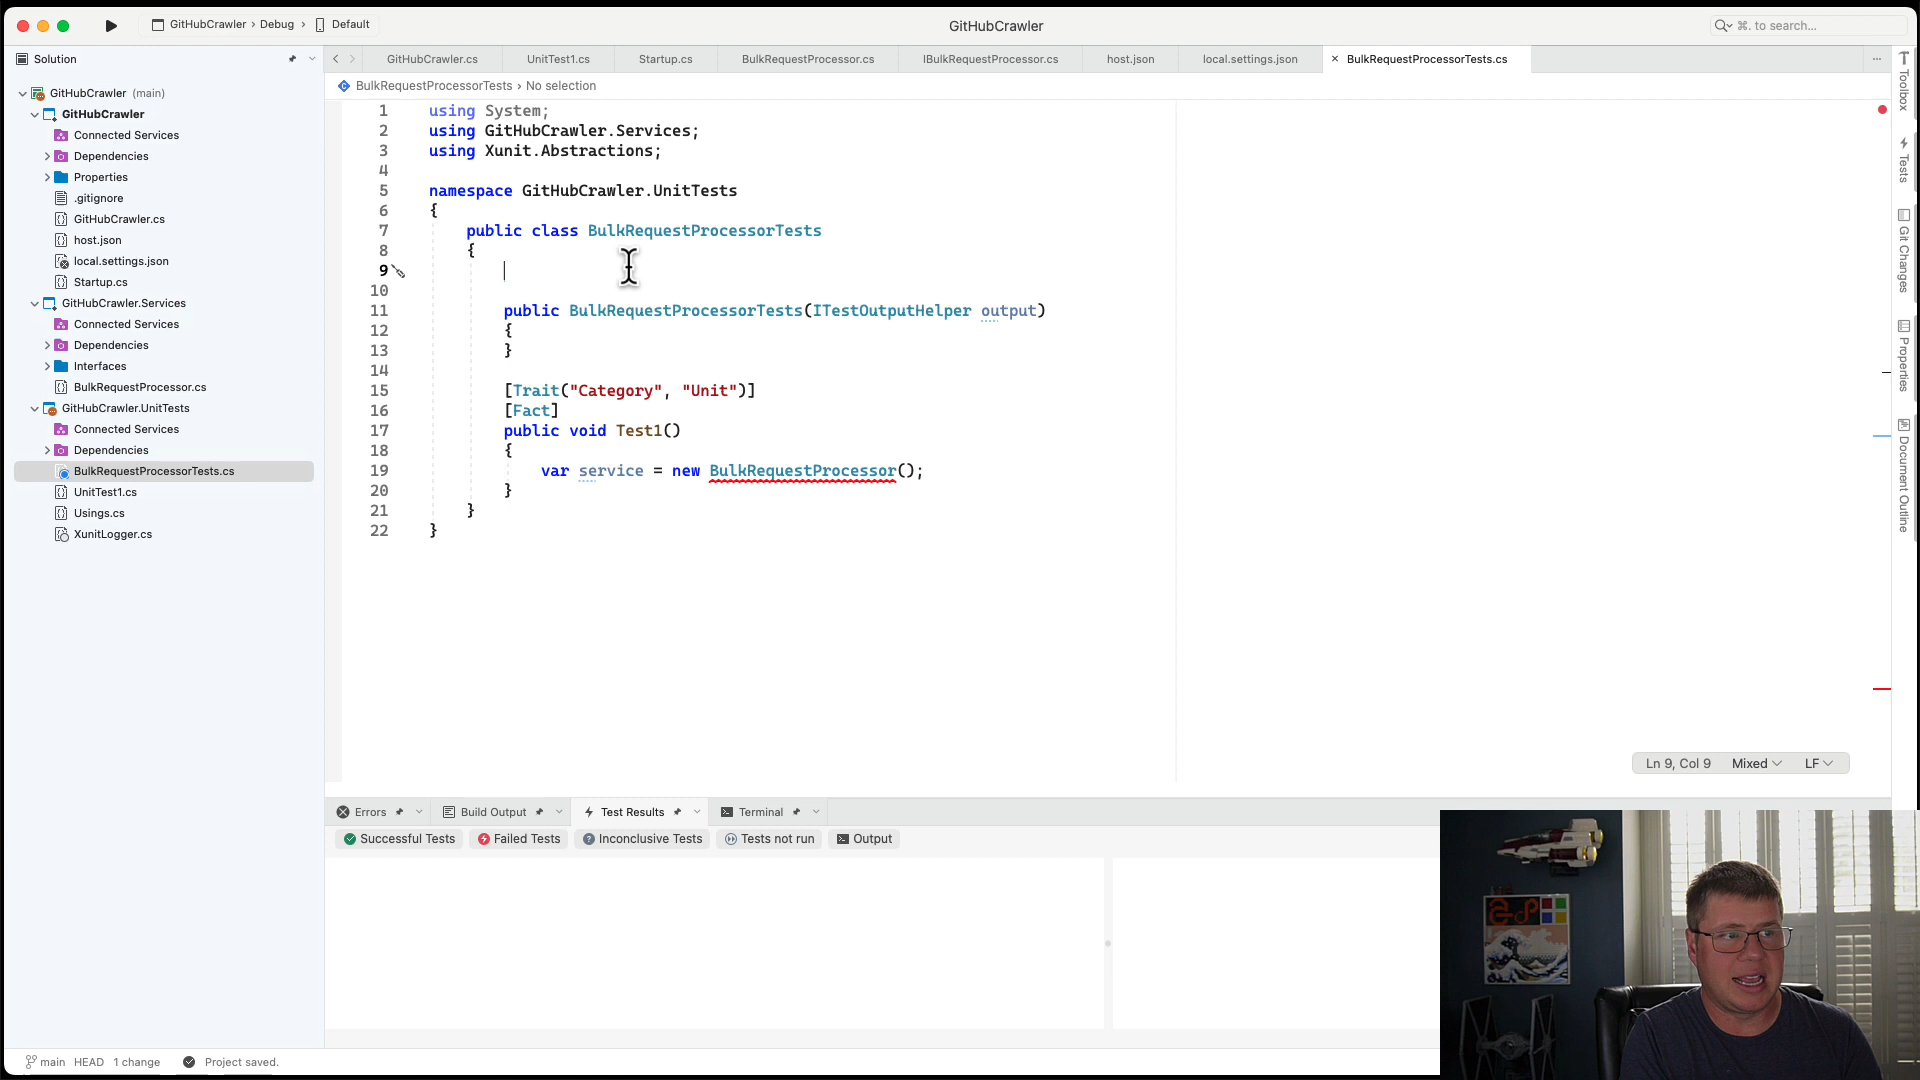 GitHubCrawler › Debug › Default
GitHubCrawler
⌘. to search...
Solution
GitHubCrawler.cs
UnitTest1.cs
Startup.cs
BulkRequestProcessor.cs
IBulkRequestProcessor.cs
host.json
local.settings.json
× BulkRequestProcessorTests.cs
BulkRequestProcessorTests › No selection
GitHubCrawler (main)
GitHubCrawler
Connected Services
Dependencies
Properties
.gitignore
GitHubCrawler.cs
host.json
local.settings.json
Startup.cs
GitHubCrawler.Services
Connected Services
Dependencies
Interfaces
BulkRequestProcessor.cs
GitHubCrawler.UnitTests
Connected Services
Dependencies
BulkRequestProcessorTests.cs
UnitTest1.cs
Usings.cs
XunitLogger.cs
1 using System;
2 using GitHubCrawler.Services;
3 using Xunit.Abstractions;
4
5 namespace GitHubCrawler.UnitTests
6 {
7 public class BulkRequestProcessorTests
8 {
9
10
11 public BulkRequestProcessorTests(ITestOutputHelper output)
12 {
13 }
14
15 [Trait("Category", "Unit")]
16 [Fact]
17 public void Test1()
18 {
19 var service = new BulkRequestProcessor();
20 }
21 }
22 }
Toolbox
Tests
Git Changes
Properties
Document Outline
Ln 9, Col 9 Mixed LF
Errors
Build Output
Test Results
Terminal
Successful Tests
Failed Tests
Inconclusive Tests
Tests not run
Output
main HEAD 1 change Project saved.